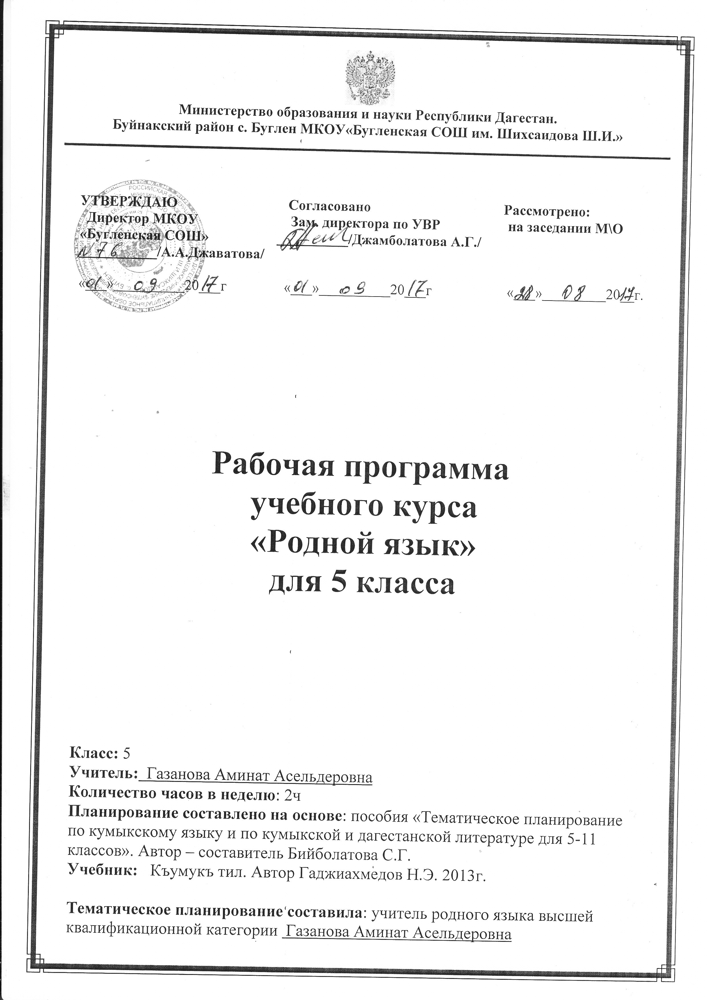 Министерство образования и науки Республики Дагестан.
Буйнакский район с. Буглен МКОУ«Бугленская СОШ им. Шихсаидова Ш.И.»
УТВЕРЖДАЮ
Директор МКОУ
«Бугленская СОШ»
№ 76 /А.А.Джаватова/
«01» 09 2017 г
Согласовано
Зам. директора по УВР
/Джамболатова А.Г./
«01» 09 2017г
Рассмотрено:
на заседании М\О
«28» 08 2017г.
Рабочая программа
учебного курса
«Родной язык»
для 5 класса
Класс: 5
Учитель: Газанова Аминат Асельдеровна
Количество часов в неделю: 2ч
Планирование составлено на основе: пособия «Тематическое планирование
по кумыкскому языку и по кумыкской и дагестанской литературе для 5-11
классов». Автор – составитель Бийболатова С.Г.
Учебник: Къумукъ тил. Автор Гаджиахмедов Н.Э. 2013г.
Тематическое планирование составила: учитель родного языка высшей
квалификационной категории Газанова Аминат Асельдеровна